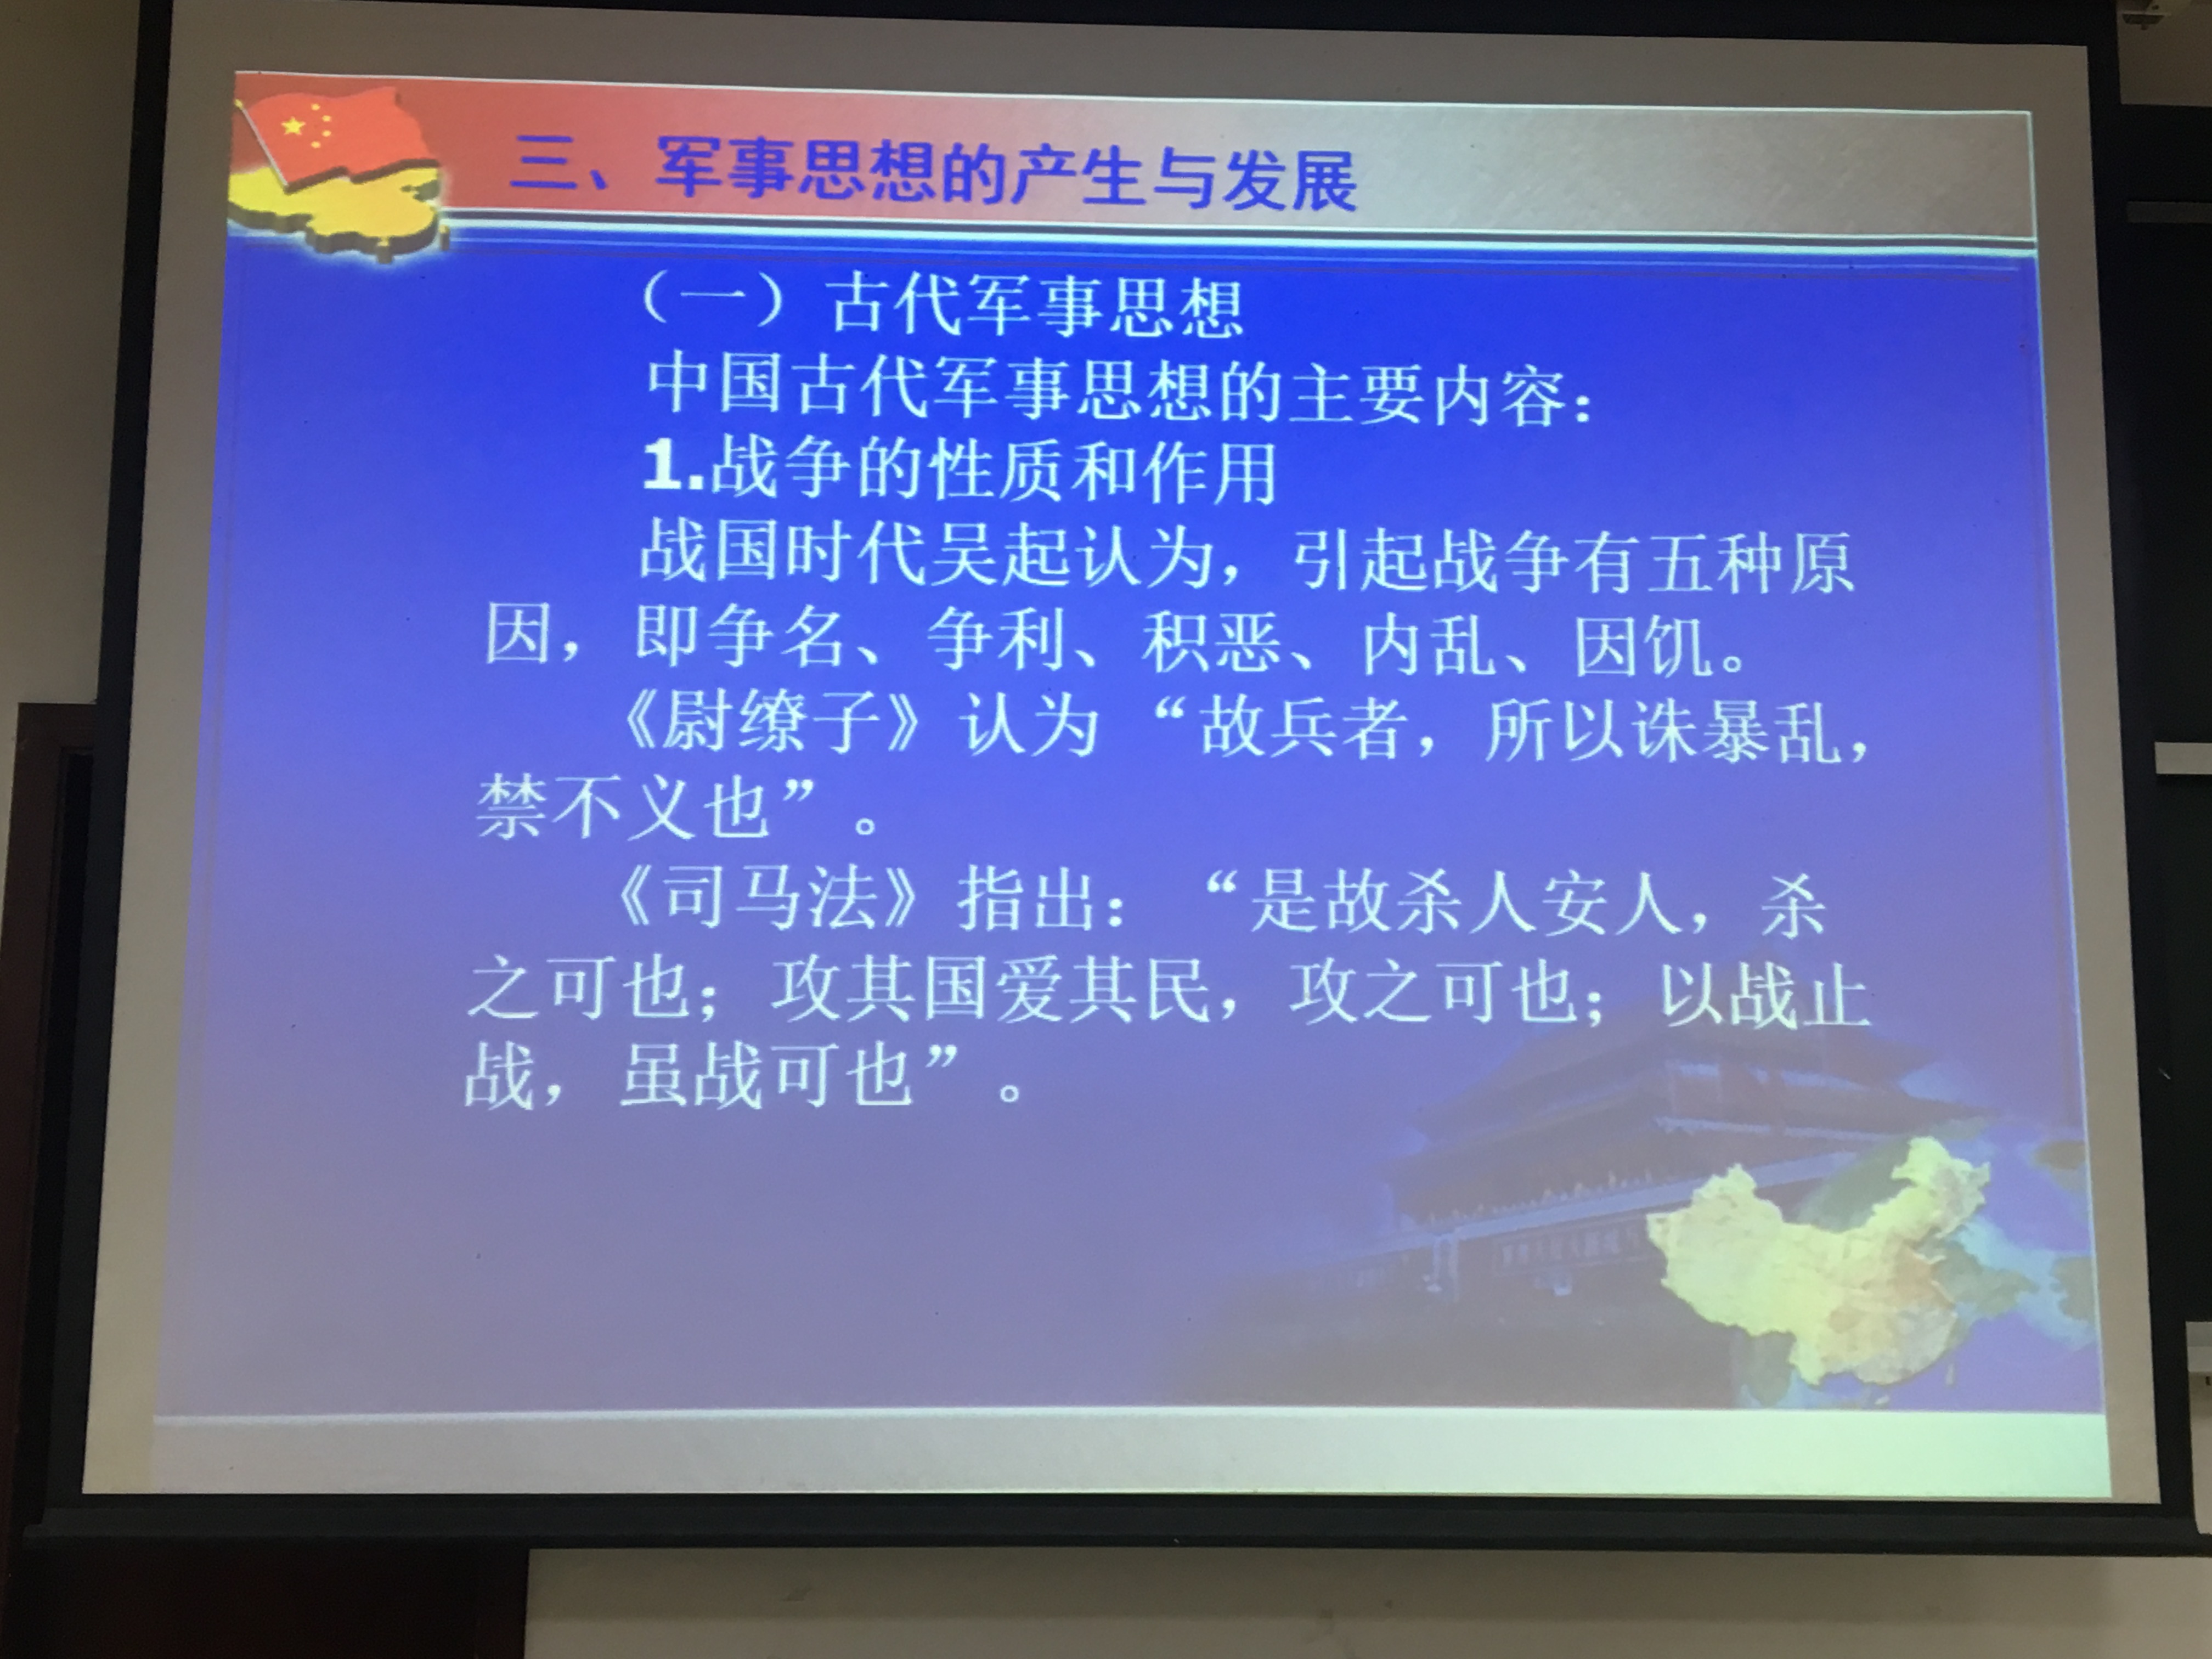 三、军事思想的产生与发展
（一）古代军事思想
中国古代军事思想的主要内容：
1.战争的性质和作用
战国时代吴起认为，引起战争有五种原
因，即争名、争利、积恶、内乱、因饥。
《尉缭子》认为 “故兵者，所以诛暴乱，
禁不义也”。
《司马法》指出：“是故杀人安人，杀
之可也；攻其国爱其民，攻之可也；以战止
战，虽战可也”。